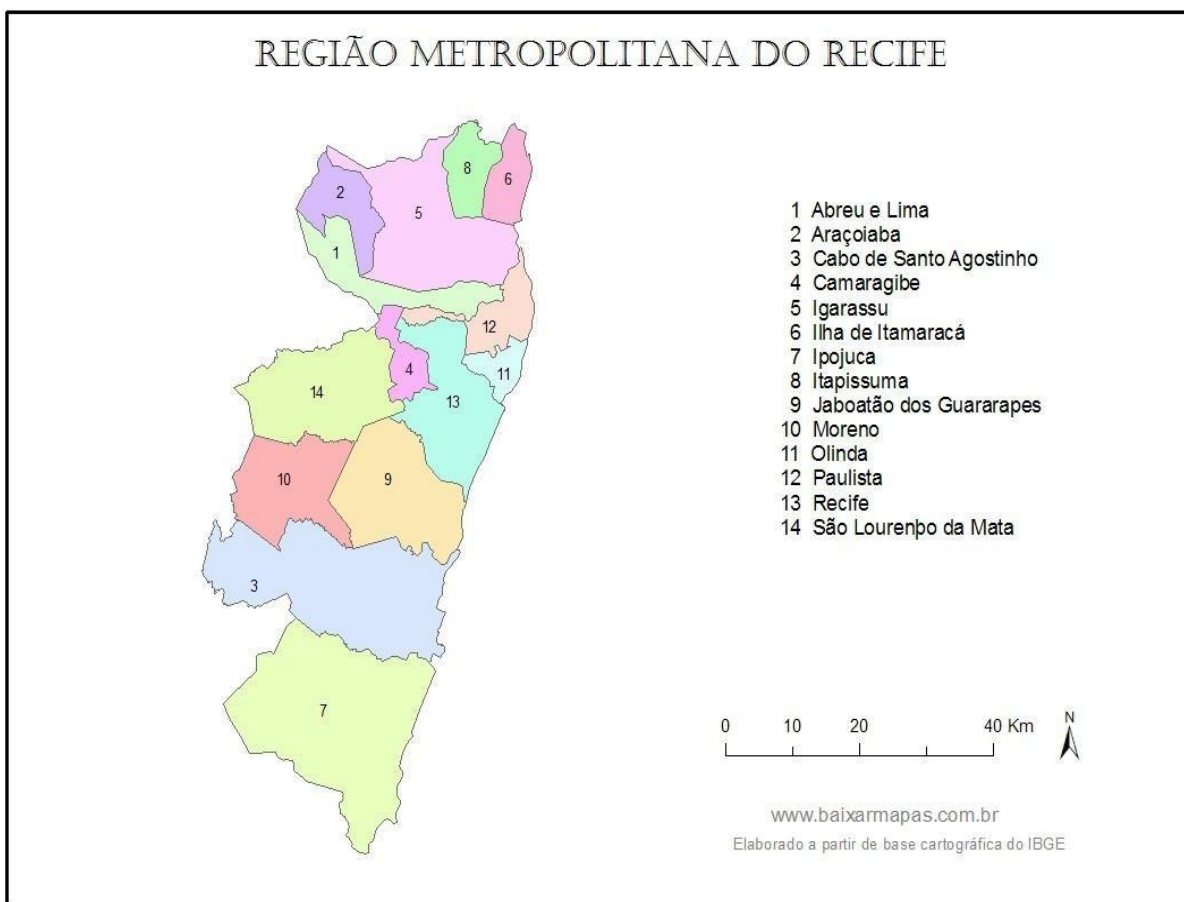 REGIÃO METROPOLITANA DO RECIFE
8
6
2
5
1
12
4
11
14
13
10
9
3
7
1 Abreu e Lima
2 Araçoiaba
3 Cabo de Santo Agostinho
4 Camaragibe
5 Igarassu
6 Ilha de Itamaracá
7 Ipojuca
8 Itapissuma
9 Jaboatão dos Guararapes
10 Moreno
11 Olinda
12 Paulista
13 Recife
14 São Lourenþo da Mata
0 10 20 40 Km
N
www.baixarmapas.com.br
Elaborado a partir de base cartográfica do IBGE